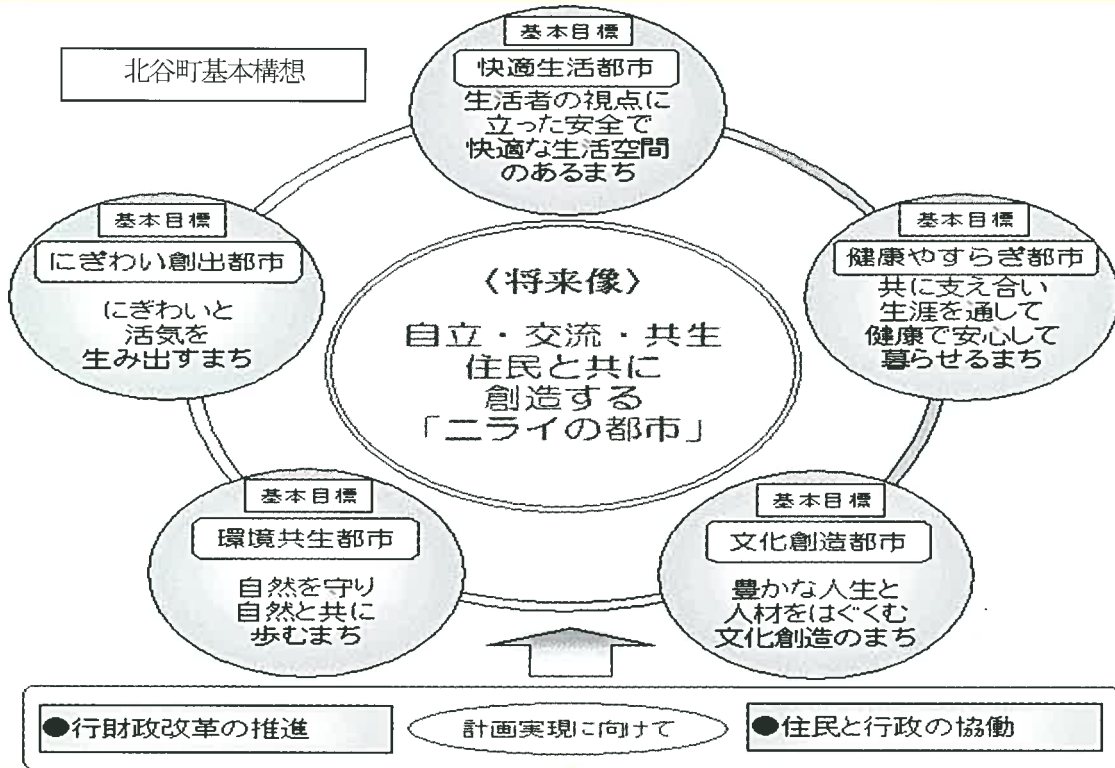 北谷町基本構想
基本目標
快適生活都市
生活者の視点に
立った安全で
快適な生活空間
のあるまち
基本目標
にぎわい創出都市
にぎわいと
活気を
生み出すまち
基本目標
健康やすらぎ都市
共に支え合い
生涯を通して
健康で安心して
暮らせるまち
〈将来像〉
自立・交流・共生
住民と共に
創造する
「ニライの都市」
基本目標
環境共生都市
自然を守り
自然と共に
歩むまち
基本目標
文化創造都市
豊かな人生と
人材をはぐくむ
文化創造のまち
●行財政改革の推進
計画実現に向けて
●住民と行政の協働